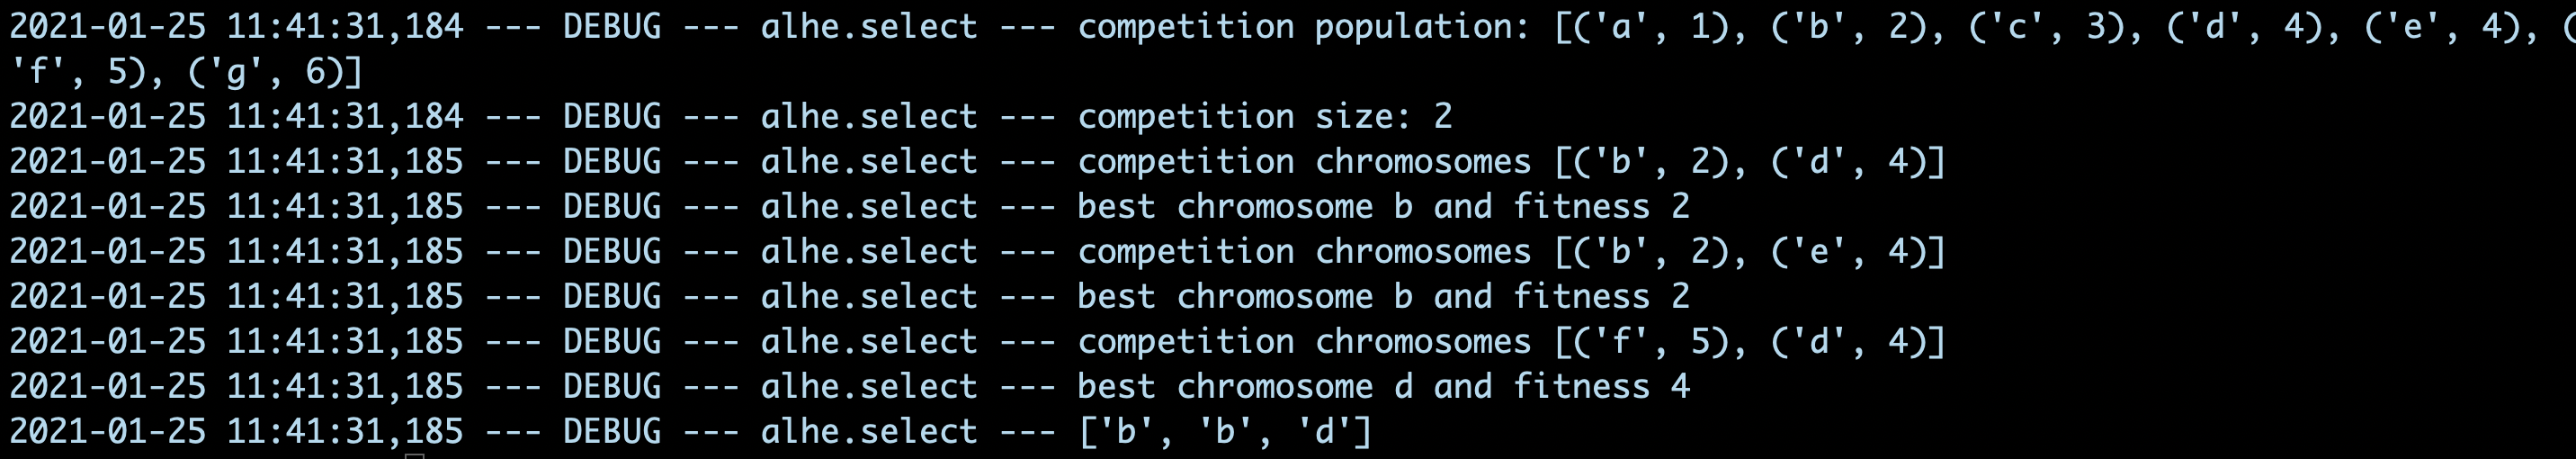 2021-01-25 11:41:31,184 --- DEBUG --- alhe.select --- competition population: [('a', 1), ('b', 2), ('c', 3), ('d', 4), ('e', 4), (
'f', 5), ('g', 6)]
2021-01-25 11:41:31,184 --- DEBUG --- alhe.select --- competition size: 2
2021-01-25 11:41:31,185 --- DEBUG --- alhe.select --- competition chromosomes [('b', 2), ('d', 4)]
2021-01-25 11:41:31,185 --- DEBUG --- alhe.select --- best chromosome b and fitness 2
2021-01-25 11:41:31,185 --- DEBUG --- alhe.select --- competition chromosomes [('b', 2), ('e', 4)]
2021-01-25 11:41:31,185 --- DEBUG --- alhe.select --- best chromosome b and fitness 2
2021-01-25 11:41:31,185 --- DEBUG --- alhe.select --- competition chromosomes [('f', 5), ('d', 4)]
2021-01-25 11:41:31,185 --- DEBUG --- alhe.select --- best chromosome d and fitness 4
2021-01-25 11:41:31,185 --- DEBUG --- alhe.select --- ['b', 'b', 'd']